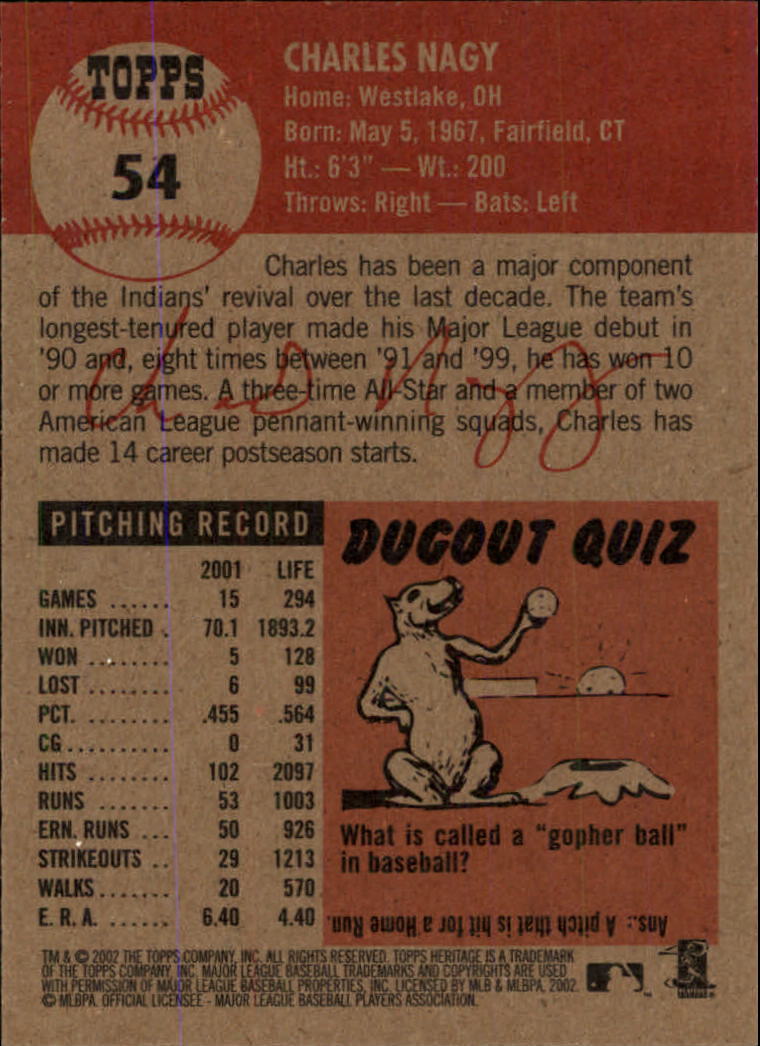 TOPPS
54
CHARLES NAGY
Home: Westlake, OH
Born: May 5, 1967, Fairfield, CT
Ht.: 6'3" — Wt.: 200
Throws: Right — Bats: Left
Charles has been a major component
of the Indians' revival over the last decade. The team's
longest-tenured player made his Major League debut in
'90 and, eight times between '91 and '99, he has won 10
or more games. A three-time All-Star and a member of two
American League pennant-winning squads, Charles has
made 14 career postseason starts.
Charles Nagy
PITCHING RECORD
2001 LIFE
GAMES ...... 15 294
INN. PITCHED . 70.1 1893.2
WON ........ 5 128
LOST ........ 6 99
PCT. ........ .455 .564
CG.......... 0 31
HITS ........ 102 2097
RUNS ....... 53 1003
ERN. RUNS ... 50 926
STRIKEOUTS .. 29 1213
WALKS....... 20 570
E. R. A. ...... 6.40 4.40
DUGOUT QUIZ
What is called a "gopher ball"
in baseball?
Ans.: A pitch that is hit for a Home Run.
TM & © 2002 THE TOPPS COMPANY, INC. ALL RIGHTS RESERVED. TOPPS HERITAGE IS A TRADEMARK
OF THE TOPPS COMPANY, INC. MAJOR LEAGUE BASEBALL TRADEMARKS AND COPYRIGHTS ARE USED
WITH PERMISSION OF MAJOR LEAGUE BASEBALL PROPERTIES, INC. LICENSED BY MLB & MLBPA, 2002.
© MLBPA. OFFICIAL LICENSEE - MAJOR LEAGUE BASEBALL PLAYERS ASSOCIATION.